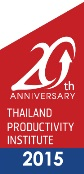 20th
ANNIVERSARY
THAILAND
PRODUCTIVITY
INSTITUTE
2015